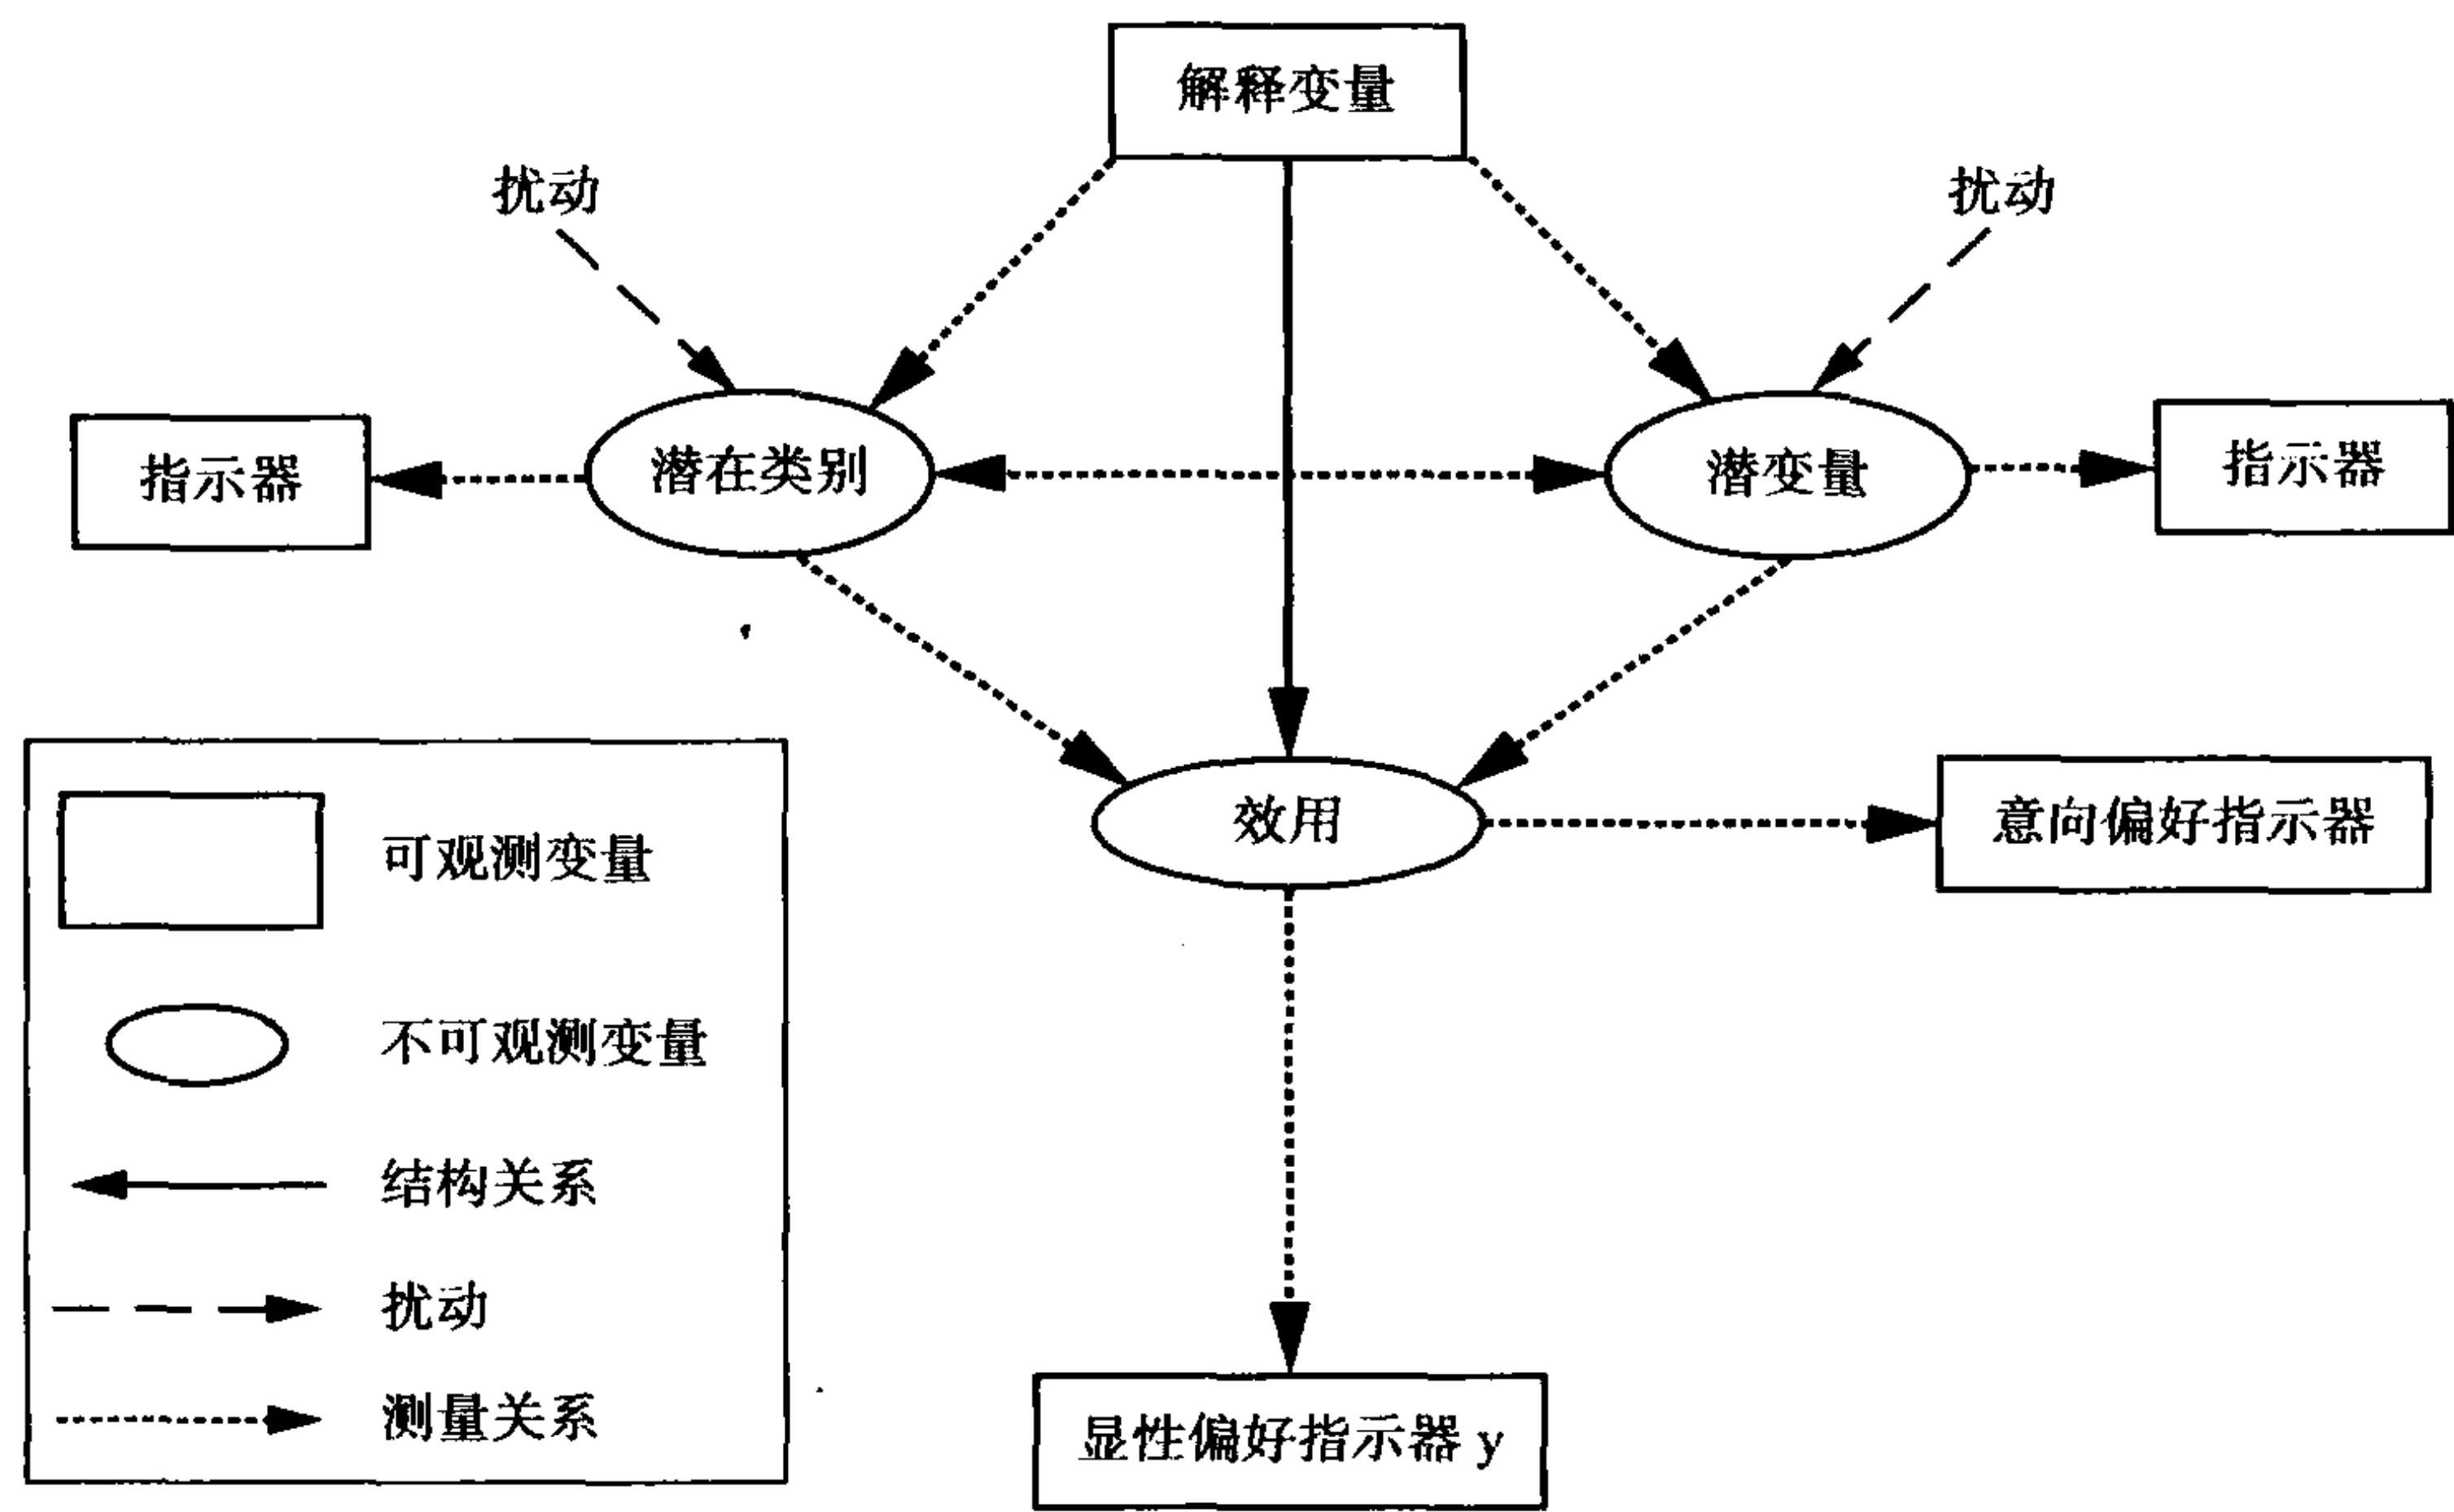 解释变量
扰动
扰动
指示器
潜在类别
潜变量
指示器
效用
意向偏好指示器
可观测变量
不可观测变量
结构关系
扰动
测量关系
显性偏好指示器 y